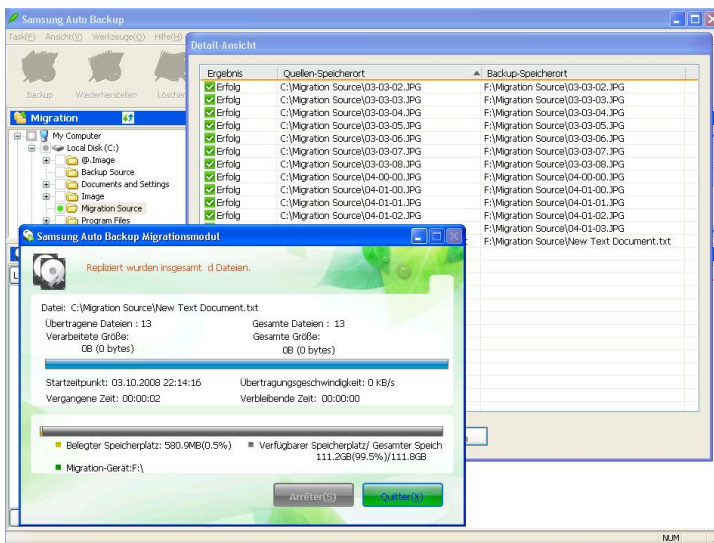 Samsung Auto Backup
Task(E) Ansicht(V) Werkzeuge(O) Hilfe(H)
Backup Wiederherstellen Löschen
Migration
My Computer
Local Disk (C:)
@.Image
Backup Source
Documents and Settings
Image
Migration Source
Program Files
Detail-Ansicht
Ergebnis Quellen-Speicherort Backup-Speicherort
Erfolg C:\Migration Source\03-03-02.JPG F:\Migration Source\03-03-02.JPG
Erfolg C:\Migration Source\03-03-03.JPG F:\Migration Source\03-03-03.JPG
Erfolg C:\Migration Source\03-03-04.JPG F:\Migration Source\03-03-04.JPG
Erfolg C:\Migration Source\03-03-05.JPG F:\Migration Source\03-03-05.JPG
Erfolg C:\Migration Source\03-03-06.JPG F:\Migration Source\03-03-06.JPG
Erfolg C:\Migration Source\03-03-07.JPG F:\Migration Source\03-03-07.JPG
Erfolg C:\Migration Source\03-03-08.JPG F:\Migration Source\03-03-08.JPG
Erfolg C:\Migration Source\04-00-00.JPG F:\Migration Source\04-00-00.JPG
Erfolg C:\Migration Source\04-01-00.JPG F:\Migration Source\04-01-00.JPG
Erfolg C:\Migration Source\04-01-01.JPG F:\Migration Source\04-01-01.JPG
Erfolg C:\Migration Source\04-01-02.JPG F:\Migration Source\04-01-02.JPG
F:\Migration Source\04-01-03.JPG
F:\Migration Source\New Text Document.txt
Samsung Auto Backup Migrationsmodul
Repliziert wurden insgesamt d Dateien.
Datei: C:\Migration Source\New Text Document.txt
Übertragene Dateien : 13 Gesamte Dateien : 13
Verarbeitete Größe: Gesamte Größe:
0B (0 bytes) 0B (0 bytes)
Startzeitpunkt: 03.10.2008 22:14:16 Übertragungsgeschwindigkeit: 0 KB/s
Vergangene Zeit: 00:00:02 Verbleibende Zeit: 00:00:00
Belegter Speicherplatz: 580.9MB(0.5%) Verfügbarer Speicherplatz/ Gesamter Speich
111.2GB(99.5%)/111.8GB
Migration-Gerät:F:\
Arrêter(S) Quitter(X)
NUM